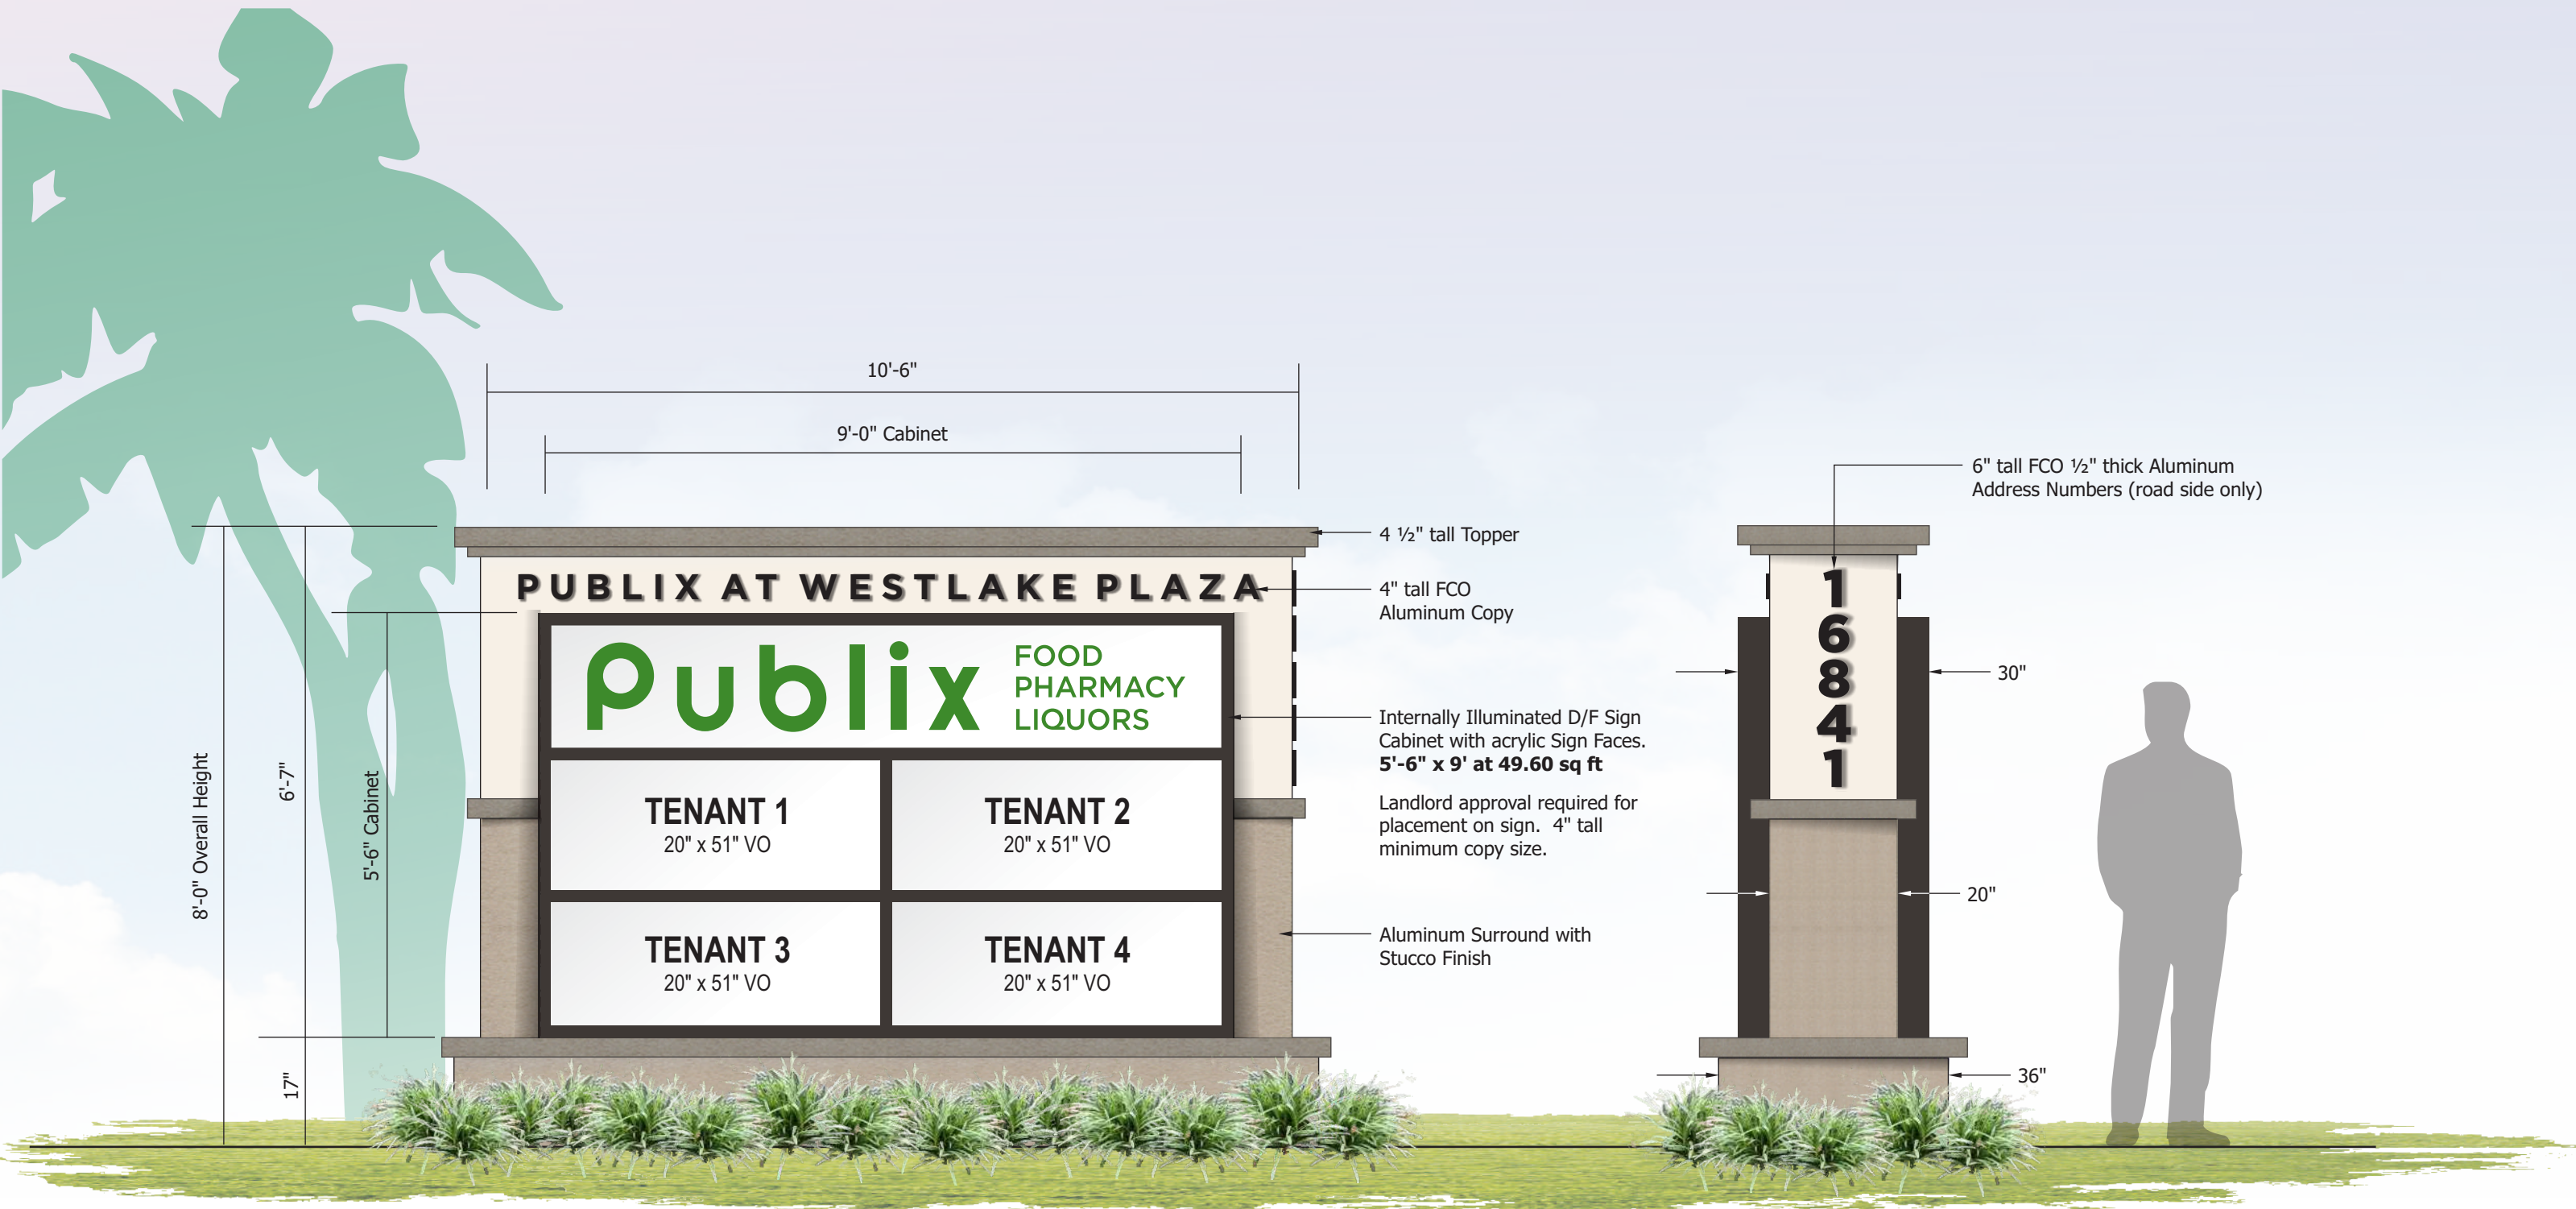 10'-6"
9'-0" Cabinet
8'-0" Overall Height
6'-7"
5'-6" Cabinet
17"
PUBLIX AT WESTLAKE PLAZA
Publix
FOOD
PHARMACY
LIQUORS
TENANT 1
20" x 51" VO
TENANT 2
20" x 51" VO
TENANT 3
20" x 51" VO
TENANT 4
20" x 51" VO
4 ½" tall Topper
4" tall FCO
Aluminum Copy
Internally Illuminated D/F Sign
Cabinet with acrylic Sign Faces.
5'-6" x 9' at 49.60 sq ft
Landlord approval required for
placement on sign. 4" tall
minimum copy size.
Aluminum Surround with
Stucco Finish
6" tall FCO ½" thick Aluminum
Address Numbers (road side only)
1
6
8
4
1
30"
20"
36"